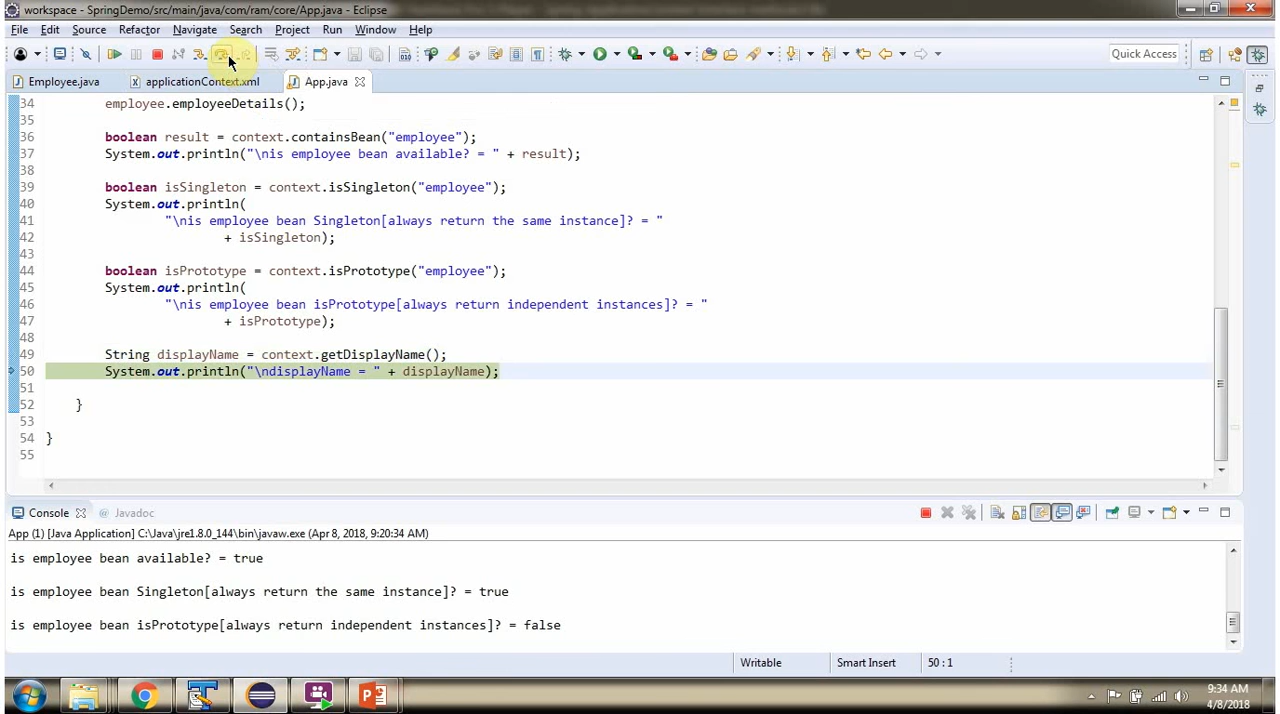 workspace - SpringDemo/src/main/java/com/ram/core/App.java - Eclipse
File Edit Source Refactor Navigate Search Project Run Window Help
Quick Access
Employee.java applicationContext.xml App.java
34 employee.employeeDetails();
35
36 boolean result = context.containsBean("employee");
37 System.out.println("\nis employee bean available? = " + result);
38
39 boolean isSingleton = context.isSingleton("employee");
40 System.out.println(
41 "\nis employee bean Singleton[always return the same instance]? = "
42 + isSingleton);
43
44 boolean isPrototype = context.isPrototype("employee");
45 System.out.println(
46 "\nis employee bean isPrototype[always return independent instances]? = "
47 + isPrototype);
48
49 String displayName = context.getDisplayName();
50 System.out.println("\ndisplayName = " + displayName);
51
52 }
53
54 }
55
Console Javadoc
App (1) [Java Application] C:\Java\jre1.8.0_144\bin\javaw.exe (Apr 8, 2018, 9:20:34 AM)
is employee bean available? = true
is employee bean Singleton[always return the same instance]? = true
is employee bean isPrototype[always return independent instances]? = false
Writable Smart Insert 50 : 1
9:34 AM
4/8/2018